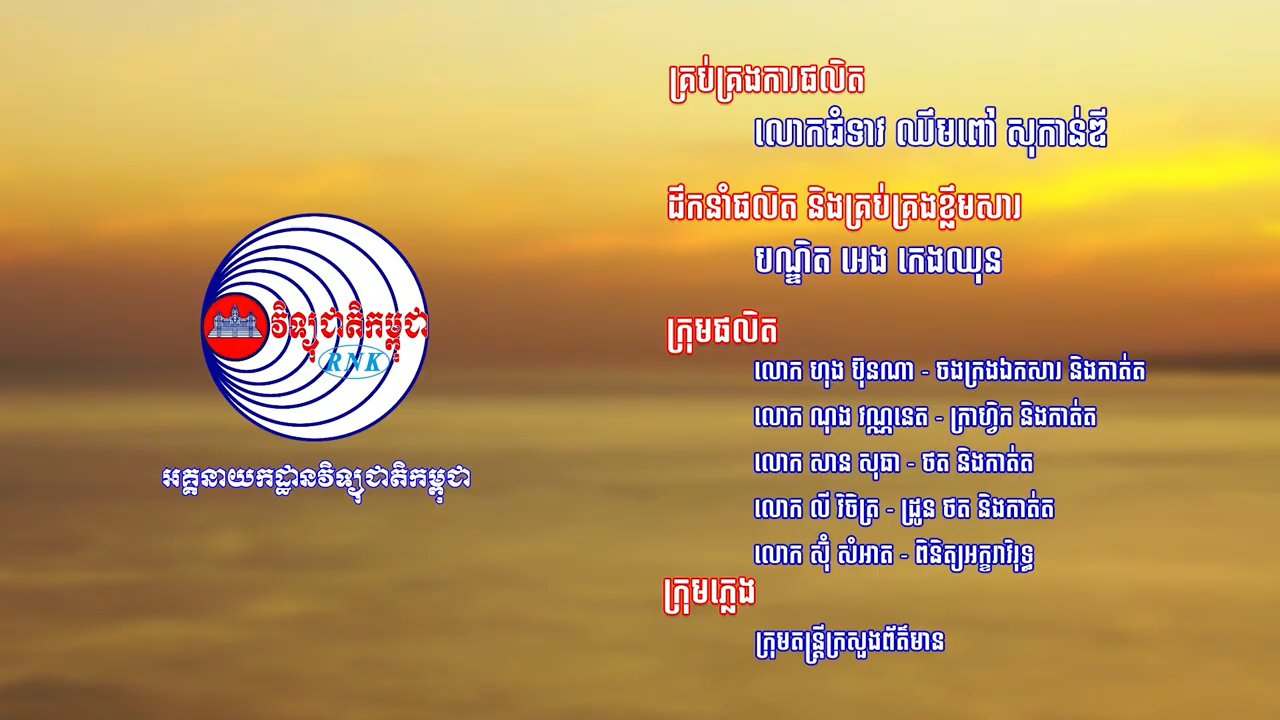 វិទ្យុជាតិកម្ពុជា
RNK
អគ្គនាយកដ្ឋានវិទ្យុជាតិកម្ពុជា
គ្រប់គ្រងការផលិត
លោកជំទាវ ឈឹមពៅ សុកាន់ឌី
ដឹកនាំផលិត និងគ្រប់គ្រងខ្លឹមសារ
បណ្ឌិត អេង កេងឈុន
ក្រុមផលិត
លោក ហុង ប៊ុនណា - ចងក្រងឯកសារ និងកាត់ត
លោក ណុង វណ្ណនេត - ក្រាហ្វិក និងកាត់ត
លោក សាន សុធា - ថត និងកាត់ត
លោក លី វិចិត្រ - ដ្រូន ថត និងកាត់ត
លោក ស៊ុំ សំអាត - ពិនិត្យអក្ខរាវិរុទ្ធ
ក្រុមភ្លេង
ក្រុមតន្ត្រីក្រសួងព័ត៌មាន